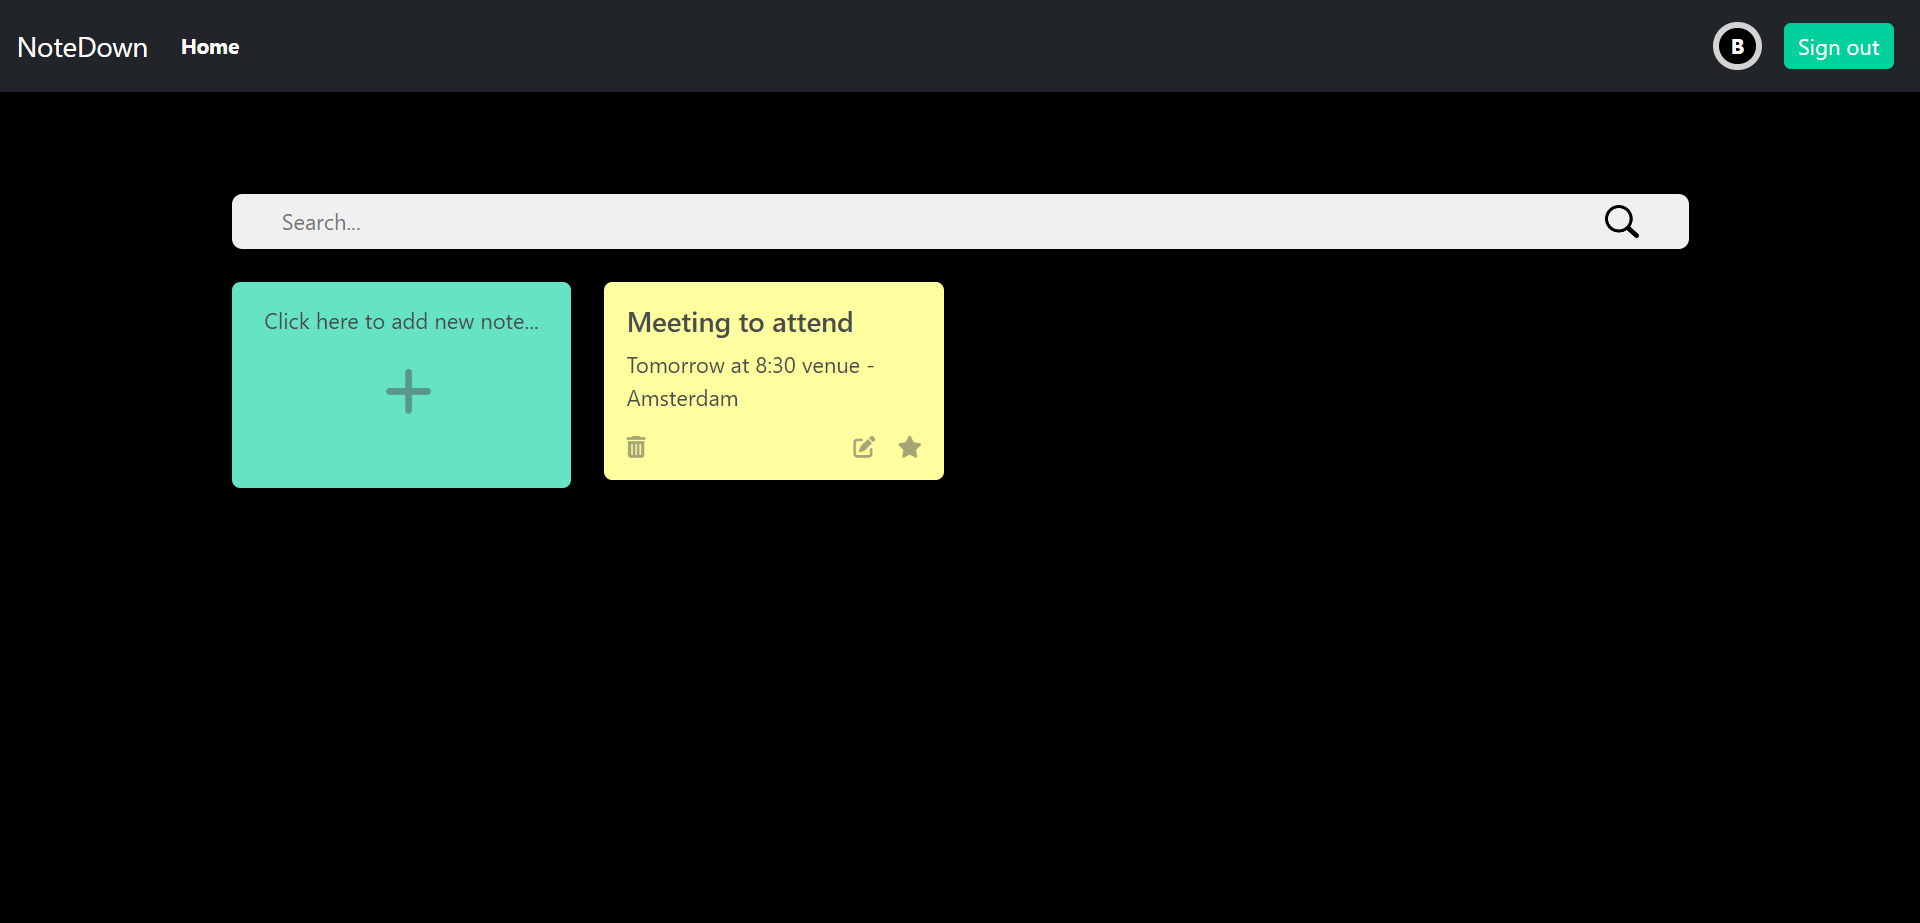 NoteDown Home B Sign out
Search...
Click here to add new note...
Meeting to attend
Tomorrow at 8:30 venue -
Amsterdam